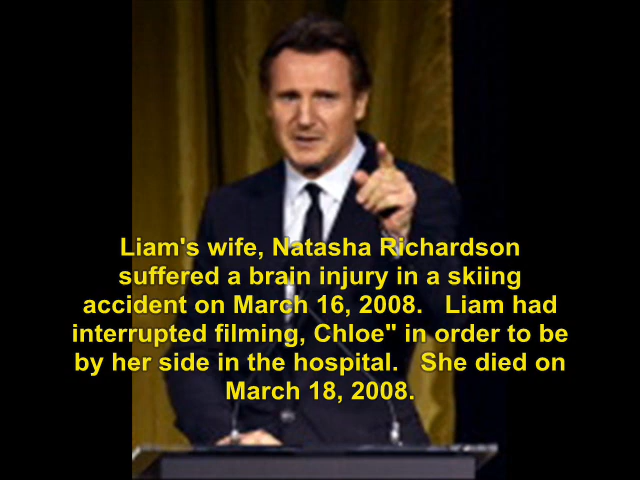 Liam's wife, Natasha Richardson
suffered a brain injury in a skiing
accident on March 16, 2008.   Liam had
interrupted filming, Chloe" in order to be
by her side in the hospital.   She died on
March 18, 2008.